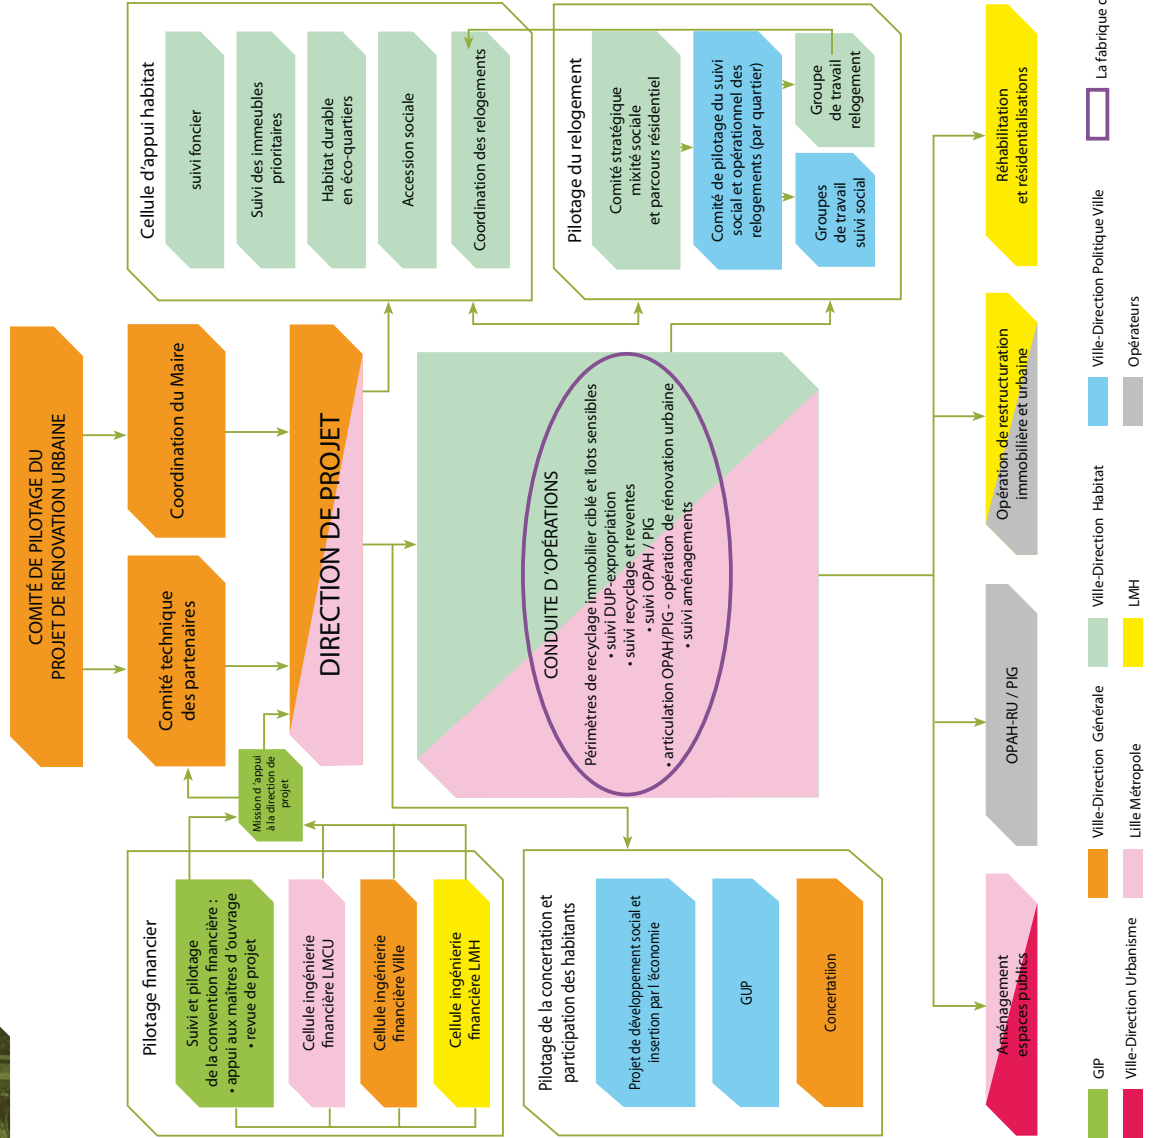 COMITÉ DE PILOTAGE DU
PROJET DE RENOVATION URBAINE
Comité technique
des partenaires
Coordination du Maire
Mission d 'appui
à la direction de
projet
DIRECTION DE PROJET
Pilotage financier
Suivi et pilotage
de la convention financière :
• appui aux maîtres d 'ouvrage
• revue de projet
Cellule ingénierie
financière LMCU
Cellule ingénierie
financière Ville
Cellule ingénierie
financière LMH
Cellule d'appui habitat
suivi foncier
Suivi des immeubles
prioritaires
Habitat durable
en éco-quartiers
Accession sociale
Coordination des relogements
Pilotage de la concertation et
participation des habitants
Projet de développement social et
insertion par l 'économie
GUP
Concertatiion
CONDUITE D 'OPÉRATIONS
Périmètres de recyclage immobilier ciblé et îlots sensibles
• suivi DUP-expropriation
• suivi recyclage et reventes
• suivi OPAH / PIG
• articulation OPAH/PIG - opération de rénovation urbaine
• suivi aménagements
Pilotage du relogement
Comité stratégique
mixité sociale
et parcours résidentiel
Comité de pilotage du suivi
social et opérationnel des
relogements (par quartier)
Groupes
de travail
suivi social
Groupe
de travail
relogement
Aménagement
espaces publics
OPAH-RU / PIG
Opération de restructuration
immobilière et urbaine
Réhabilitation
et résidentialisations
GIP
Ville-Direction Générale
Ville-Direction Habitat
Ville-Direction Politique Ville
La fabrique
Ville-Direction Urbanisme
Lille Métropole
LMH
Opérateurs